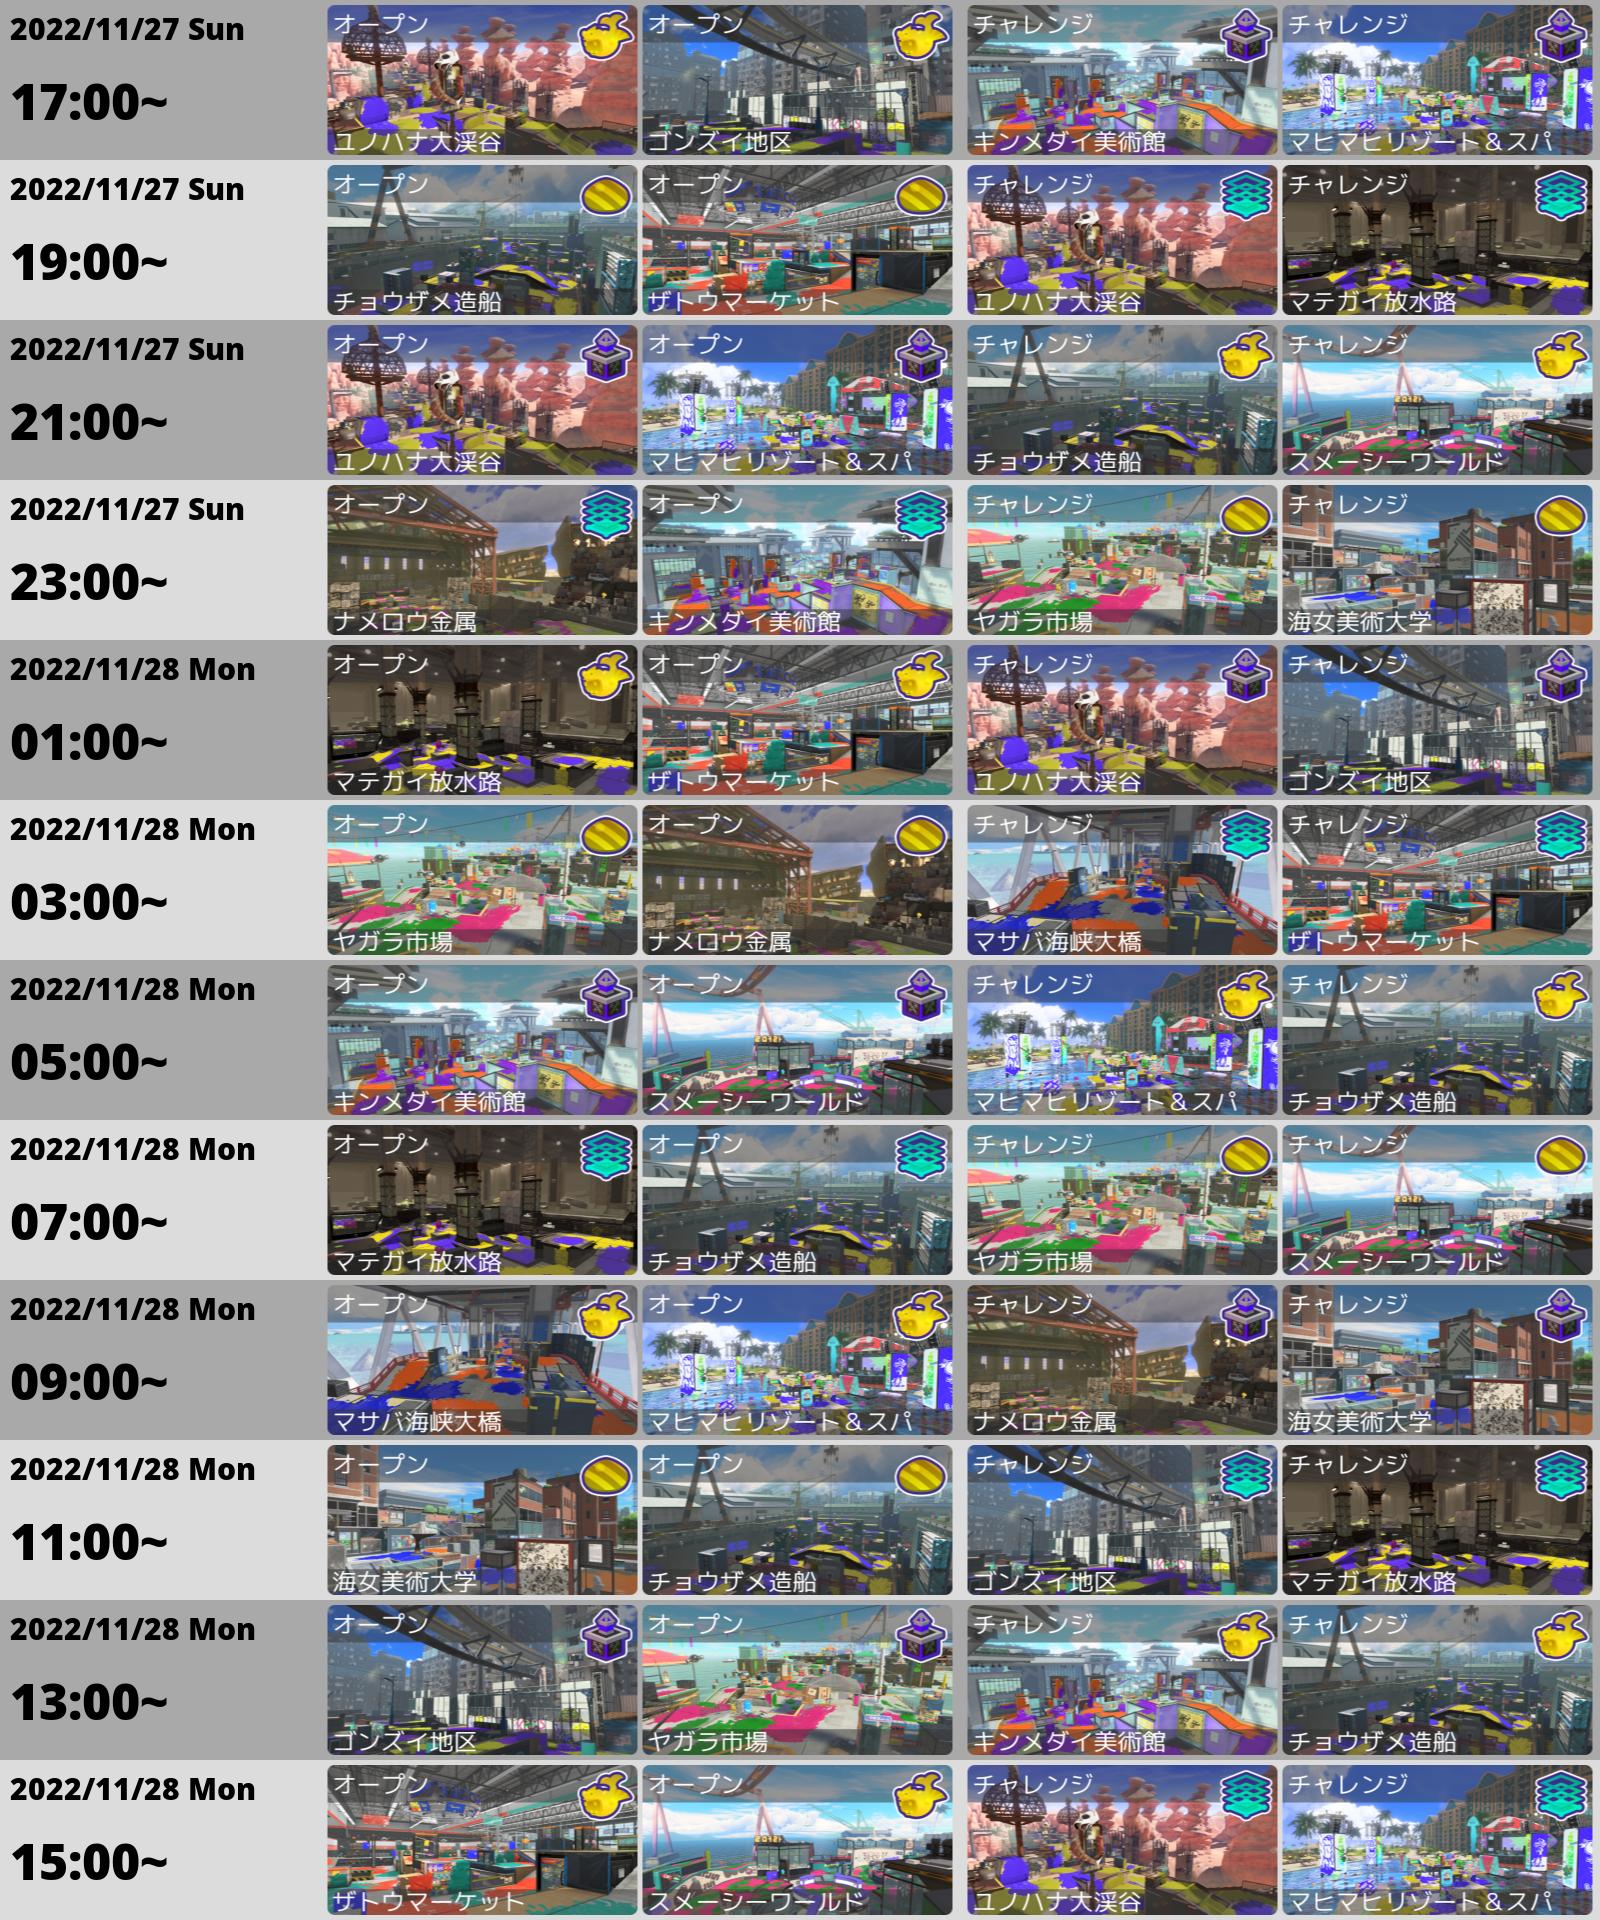 2022/11/27 Sun
17:00~
オープン オープン チャレンジ チャレンジ
ユノハナ大渓谷 ゴンズイ地区 キンメダイ美術館 マヒマヒリゾート＆スパ
2022/11/27 Sun
19:00~
オープン オープン チャレンジ チャレンジ
チョウザメ造船 ザトウマーケット ユノハナ大渓谷 マテガイ放水路
2022/11/27 Sun
21:00~
オープン オープン チャレンジ チャレンジ
ユノハナ大渓谷 マヒマヒリゾート＆スパ チョウザメ造船 スメーシーワールド
2022/11/27 Sun
23:00~
オープン オープン チャレンジ チャレンジ
ナメロウ金属 キンメダイ美術館 ヤガラ市場 海女美術大学
2022/11/28 Mon
01:00~
オープン オープン チャレンジ チャレンジ
マテガイ放水路 ザトウマーケット ユノハナ大渓谷 ゴンズイ地区
2022/11/28 Mon
03:00~
オープン オープン チャレンジ チャレンジ
ヤガラ市場 ナメロウ金属 マサバ海峡大橋 ザトウマーケット
2022/11/28 Mon
05:00~
オープン オープン チャレンジ チャレンジ
キンメダイ美術館 スメーシーワールド マヒマヒリゾート＆スパ チョウザメ造船
2022/11/28 Mon
07:00~
オープン オープン チャレンジ チャレンジ
マテガイ放水路 チョウザメ造船 ヤガラ市場 スメーシーワールド
2022/11/28 Mon
09:00~
オープン オープン チャレンジ チャレンジ
マサバ海峡大橋 マヒマヒリゾート＆スパ ナメロウ金属 海女美術大学
2022/11/28 Mon
11:00~
オープン オープン チャレンジ チャレンジ
海女美術大学 チョウザメ造船 ゴンズイ地区 マテガイ放水路
2022/11/28 Mon
13:00~
オープン オープン チャレンジ チャレンジ
ゴンズイ地区 ヤガラ市場 キンメダイ美術館 チョウザメ造船
2022/11/28 Mon
15:00~
オープン オープン チャレンジ チャレンジ
ザトウマーケット スメーシーワールド ユノハナ大渓谷 マヒマヒリゾート＆スパ